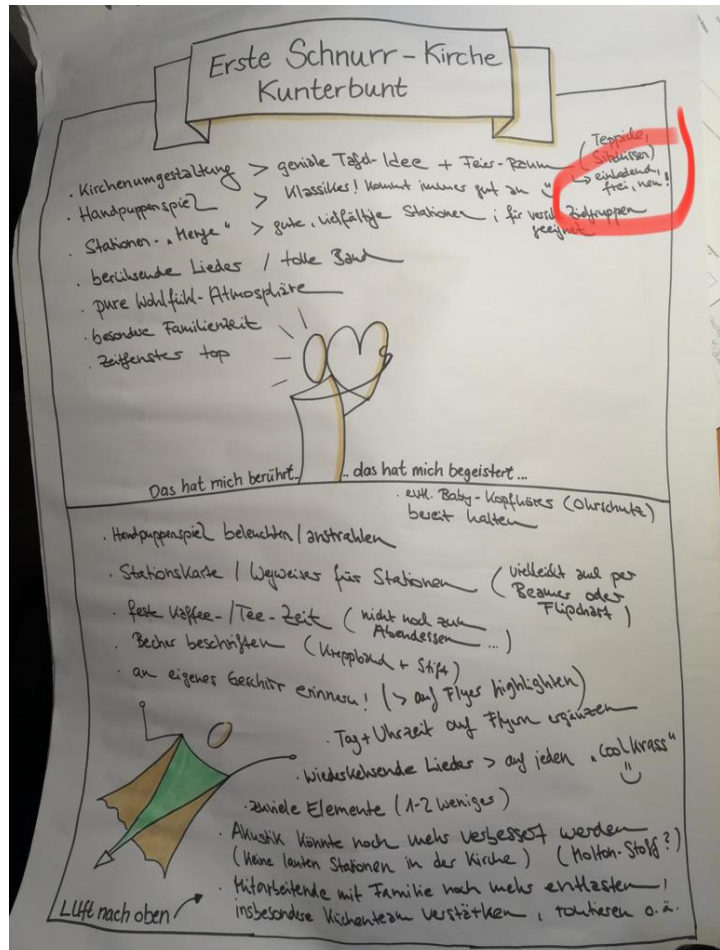 Erste Schnurr-Kirche
Kunterbunt
· Kirchenumgestaltung > geniale Tafel-Idee + Feier-Raum (Teppiche,
Sitzkissen)
↳ einladend,
frei, neu!
· Handpuppenspiel > Klassiker! kommt immer gut an "
· Stationen-"Menge" > gute, vielfältige Stationen ; für versch. Zielgruppen
geeignet
· berührende Lieder / tolle Band
· pure Wohlfühl-Atmosphäre
· besondere Familienzeit
· Zeitfenster top
Das hat mich berührt... ... das hat mich begeistert...
· evtl. Baby-Kopfhörer (Ohrschutz)
bereit halten
· Handpuppenspiel beleuchten / anstrahlen
· Stationskarte / Wegweiser für Stationen (vielleicht auch per
Beamer oder
Flipchart)
· feste Kaffee-/Tee-Zeit (nicht noch zum
Abendessen ...)
· Becher beschriften (Kreppband + Stift)
· an eigenes Geschirr erinnern! (> auf Flyer highlighten)
· Tag + Uhrzeit auf Flyern ergänzen
· wiederkehrende Lieder > auf jeden "Coolkrass"
· zuviele Elemente (1-2 weniger)
· Akustik könnte noch mehr verbessert werden
(keine lauten Stationen in der Kirche) (Molton-Stoff?)
· Mitarbeitende mit Familie noch mehr entlasten,
insbesondere Küchenteam verstärken, rotieren o.ä.
Luft nach oben